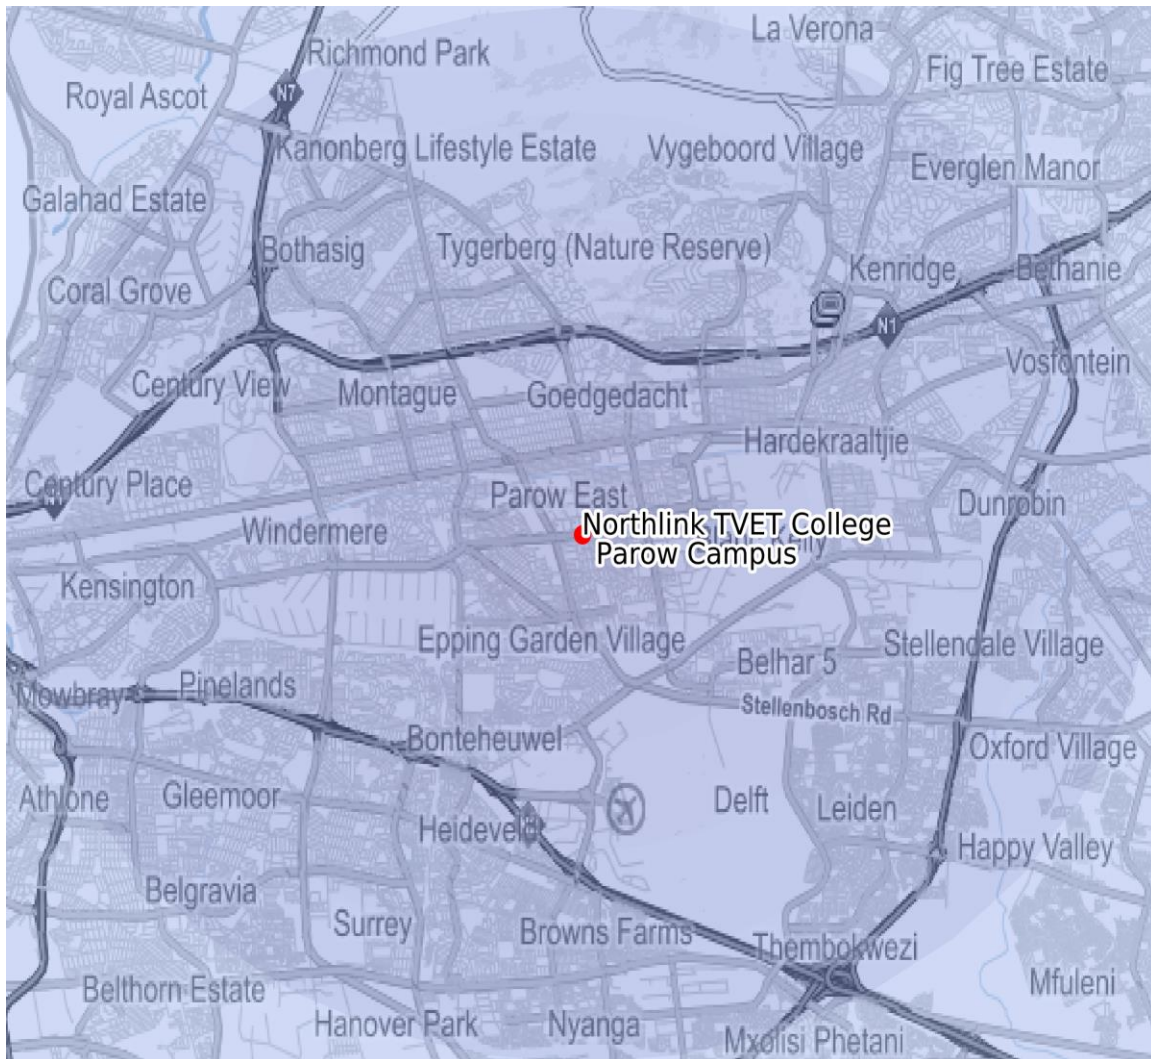 La Verona
Richmond Park
Fig Tree Estate
N7
Royal Ascot
Kanonberg Lifestyle Estate
Vygeboord Village
Everglen Manor
Galahad Estate
Bothasig
Tygerberg (Nature Reserve)
Kenridge
Bethanie
Coral Grove
N1
Vosfontein
Century View
Montague
Goedgedacht
Hardekraaltjie
Century Place
Parow East
Dunrobin
Windermere
Northlink TVET College
Parow Campus
Kensington
Epping Garden Village
Belhar 5
Stellendale Village
Mowbray
Pinelands
Stellenbosch Rd
Bonteheuwel
Oxford Village
Athlone
Gleemoor
Delft
Leiden
Heideveld
Happy Valley
Belgravia
Surrey
Browns Farms
Thembokwezi
Belthorn Estate
Mfuleni
Hanover Park
Nyanga
Mxolisi Phetani